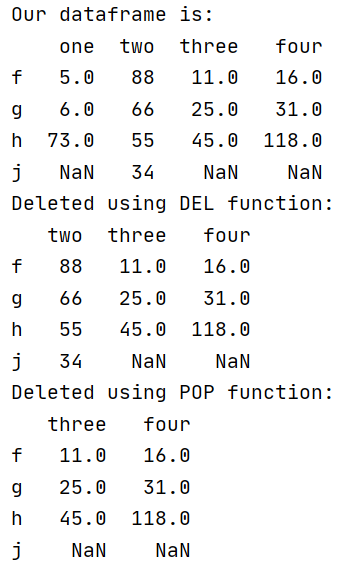 Our dataframe is:
    one  two  three   four
f   5.0   88   11.0   16.0
g   6.0   66   25.0   31.0
h  73.0   55   45.0  118.0
j   NaN   34    NaN    NaN
Deleted using DEL function:
   two  three   four
f   88   11.0   16.0
g   66   25.0   31.0
h   55   45.0  118.0
j   34    NaN    NaN
Deleted using POP function:
   three   four
f   11.0   16.0
g   25.0   31.0
h   45.0  118.0
j    NaN    NaN